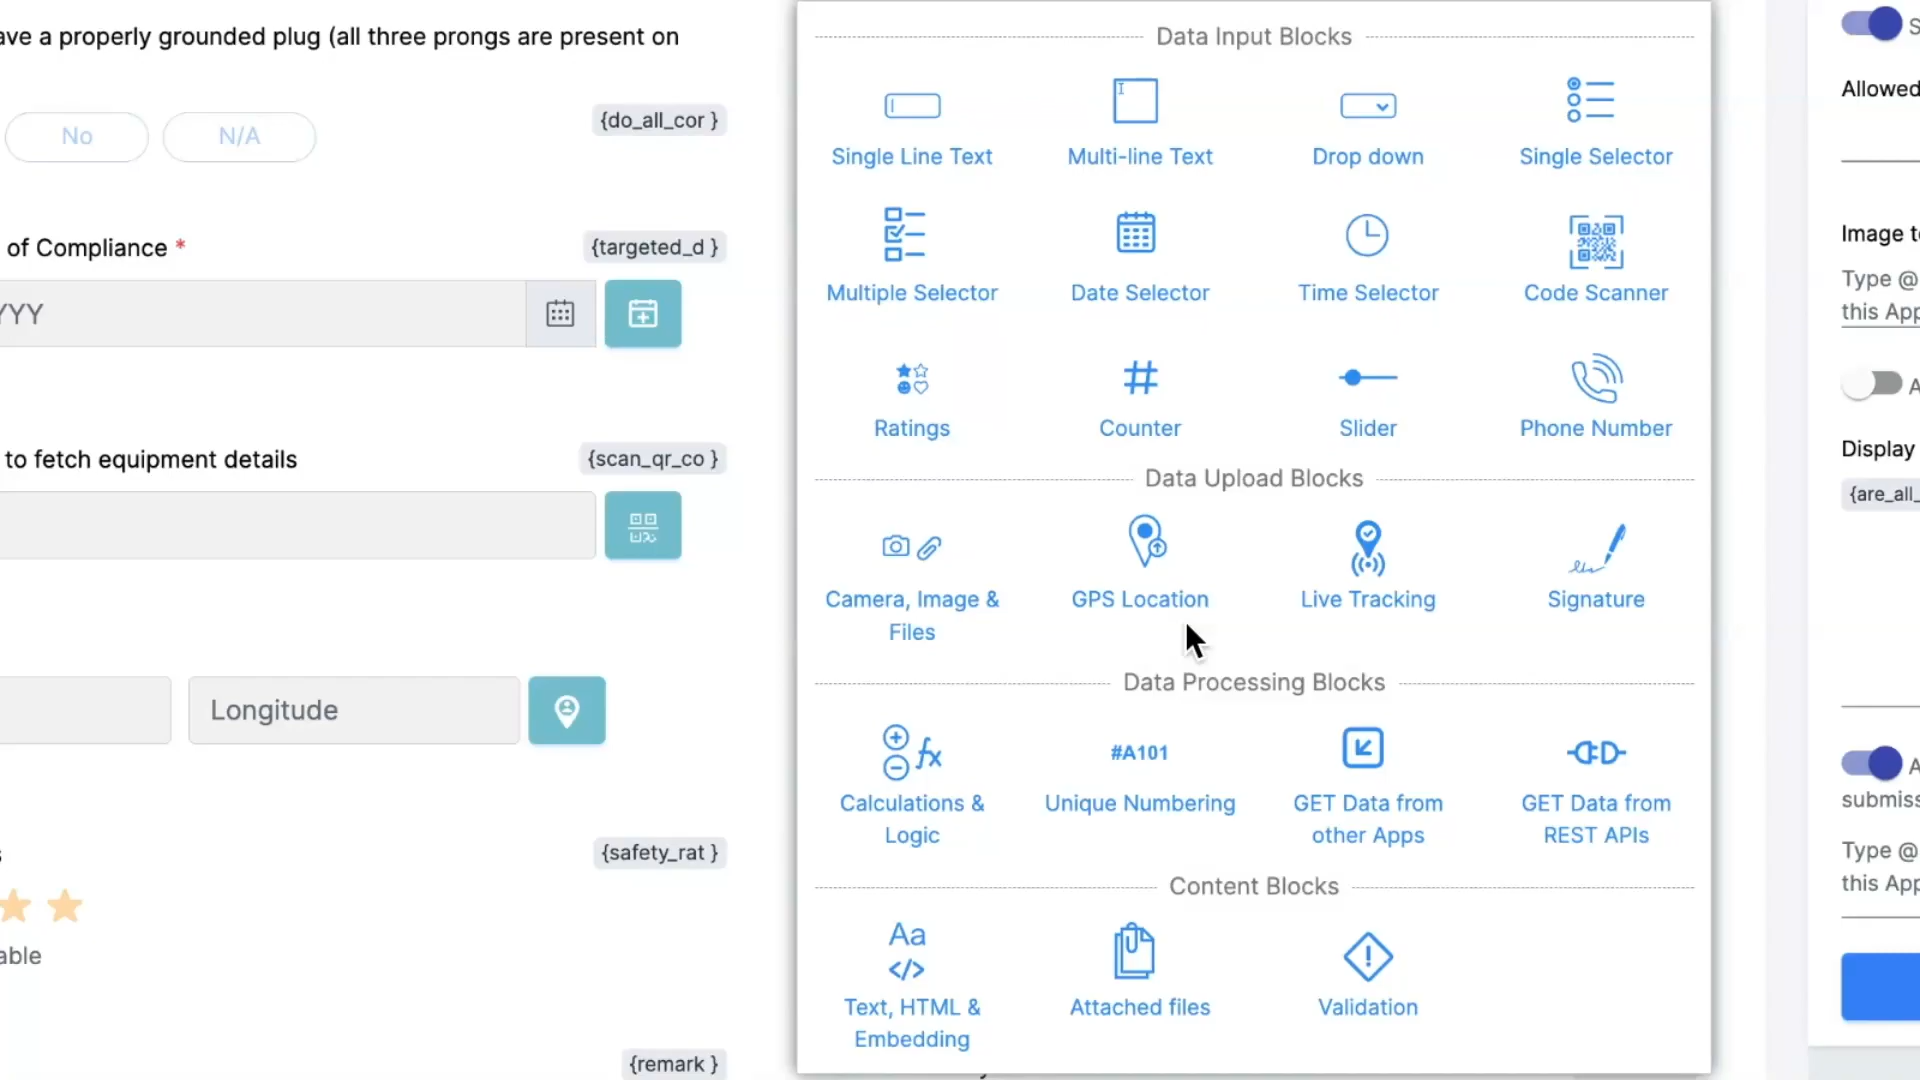 ave a properly grounded plug (all three prongs are present on
No
N/A
{do_all_cor }
of Compliance *
{targeted_d }
YYY
to fetch equipment details
{scan_qr_co }
Longitude
{safety_rat }
able
{remark }
Data Input Blocks
Single Line Text
Multi-line Text
Drop down
Single Selector
Multiple Selector
Date Selector
Time Selector
Code Scanner
Ratings
Counter
Slider
Phone Number
Data Upload Blocks
Camera, Image &
Files
GPS Location
Live Tracking
Signature
Data Processing Blocks
Calculations &
Logic
#A101
Unique Numbering
GET Data from
other Apps
GET Data from
REST APIs
Content Blocks
Aa
</>
Text, HTML &
Embedding
Attached files
Validation
Allowed
Image to
Type @
this App
A
Display
{are_all_
A
submiss
Type @
this App